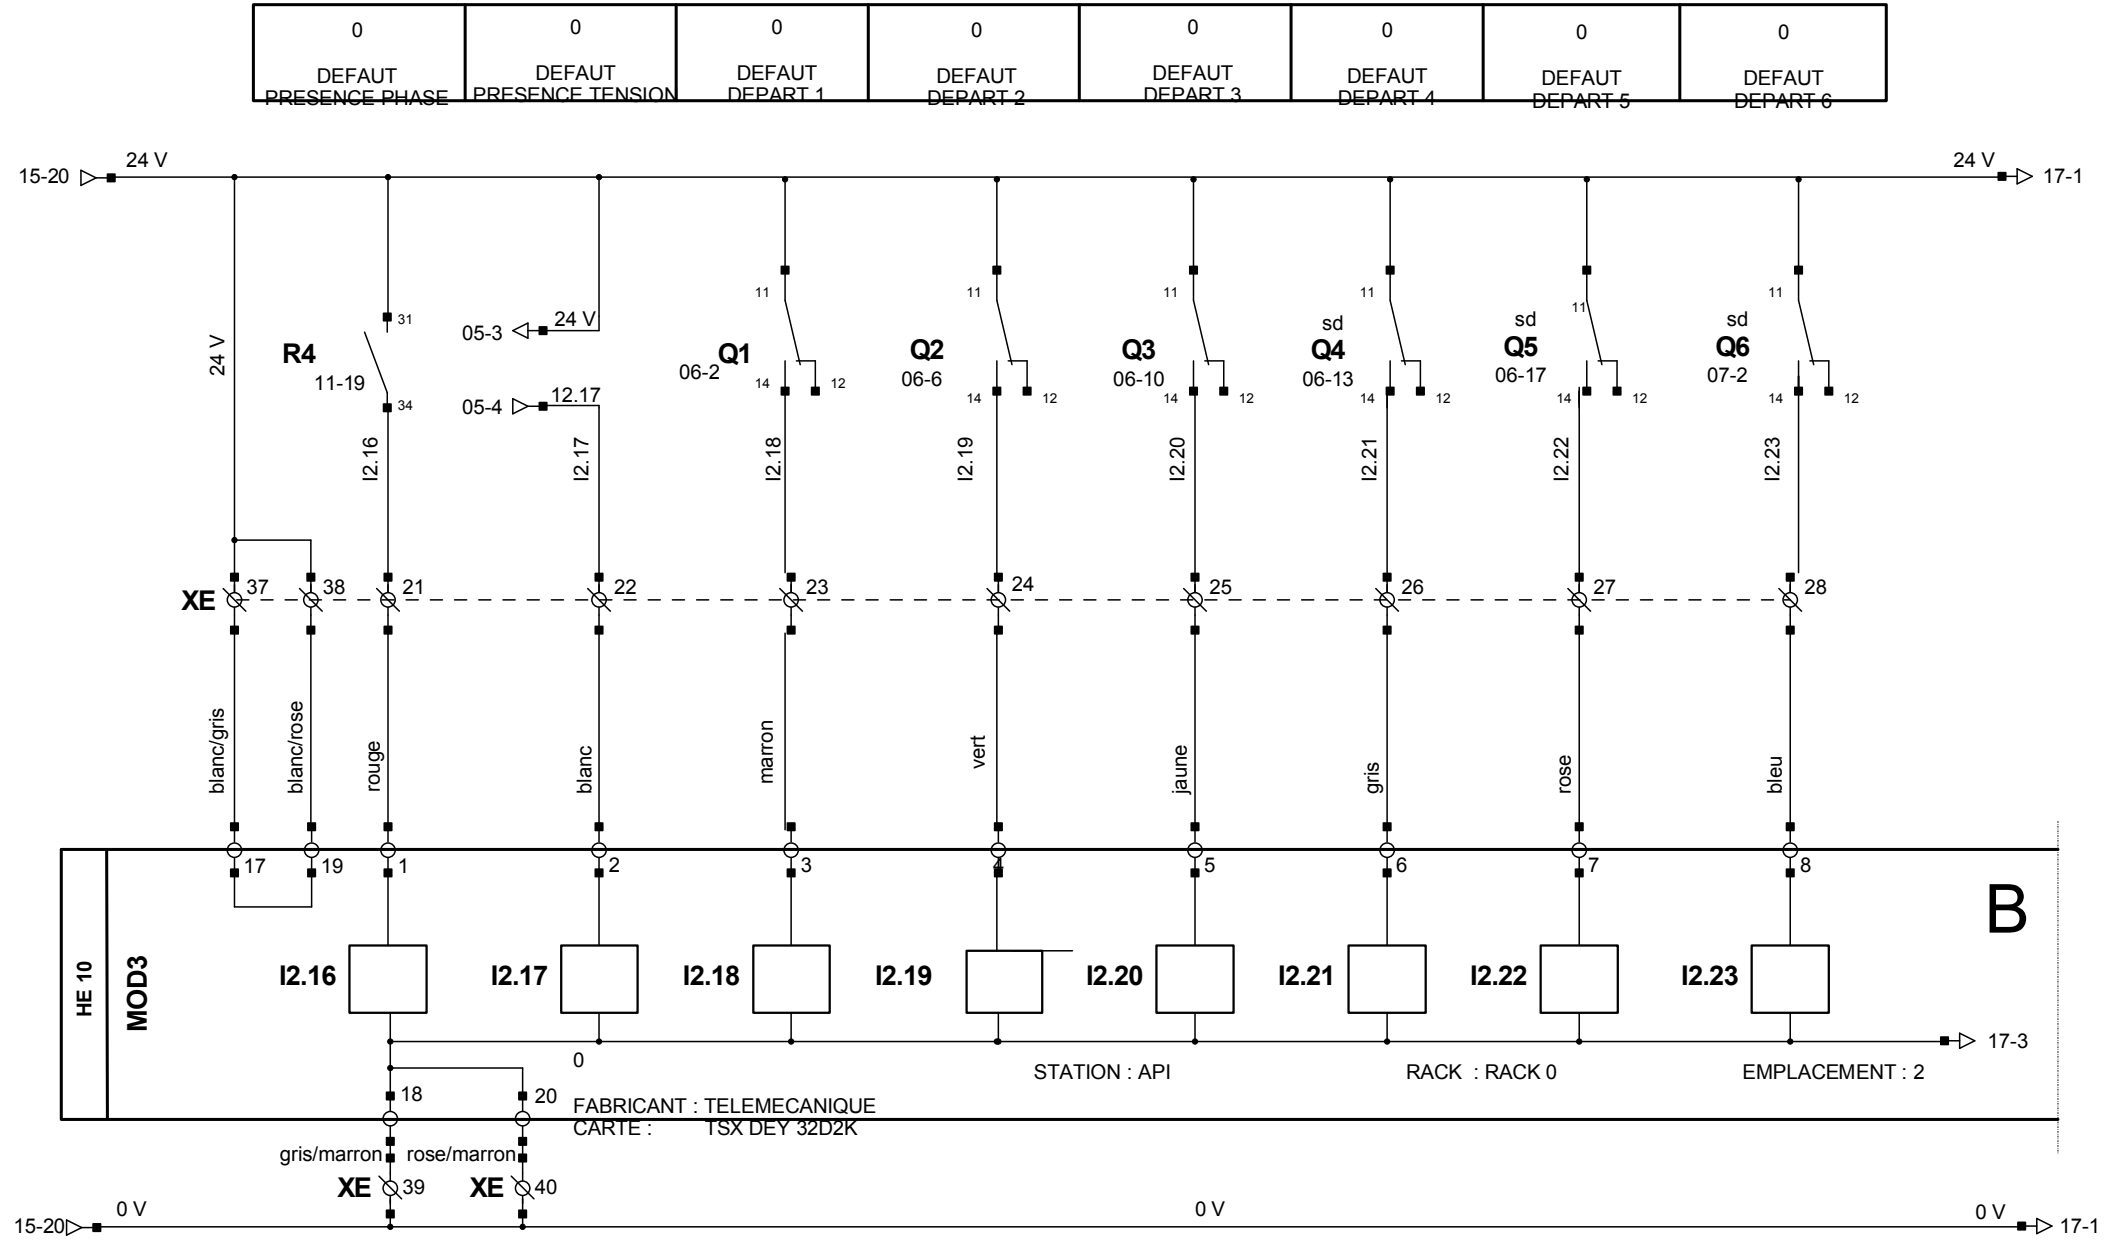 0 0 0 0 0 0 0 0
DEFAUT DEFAUT DEFAUT DEFAUT DEFAUT DEFAUT DEFAUT DEFAUT
PRESENCE PHASE PRESENCE TENSION DEPART 1 DEPART 2 DEPART 3 DEPART 4 DEPART 5 DEPART 6
24 V 24 V
15-20 17-1
11 11 11 11 11 11
31 05-3 24 V sd sd sd
24 V R4 Q1 Q2 Q3 Q4 Q5 Q6
11-19 06-2 06-6 06-10 06-13 06-17 07-2
34 05-4 12.17 14 12 14 12 14 12 14 12 14 12 14 12
I2.16 I2.17 I2.18 I2.19 I2.20 I2.21 I2.22 I2.23
XE 37 38 21 22 23 24 25 26 27 28
blanc/gris blanc/rose rouge blanc marron vert jaune gris rose bleu
17 19 1 2 3 4 5 6 7 8
B
HE 10 MOD3 I2.16 I2.17 I2.18 I2.19 I2.20 I2.21 I2.22 I2.23
17-3
0 STATION : API RACK : RACK 0 EMPLACEMENT : 2
18 20 FABRICANT : TELEMECANIQUE
CARTE : TSX DEY 32D2K
gris/marron rose/marron
XE 39 XE 40
0 V 0 V 0 V
15-20 17-1